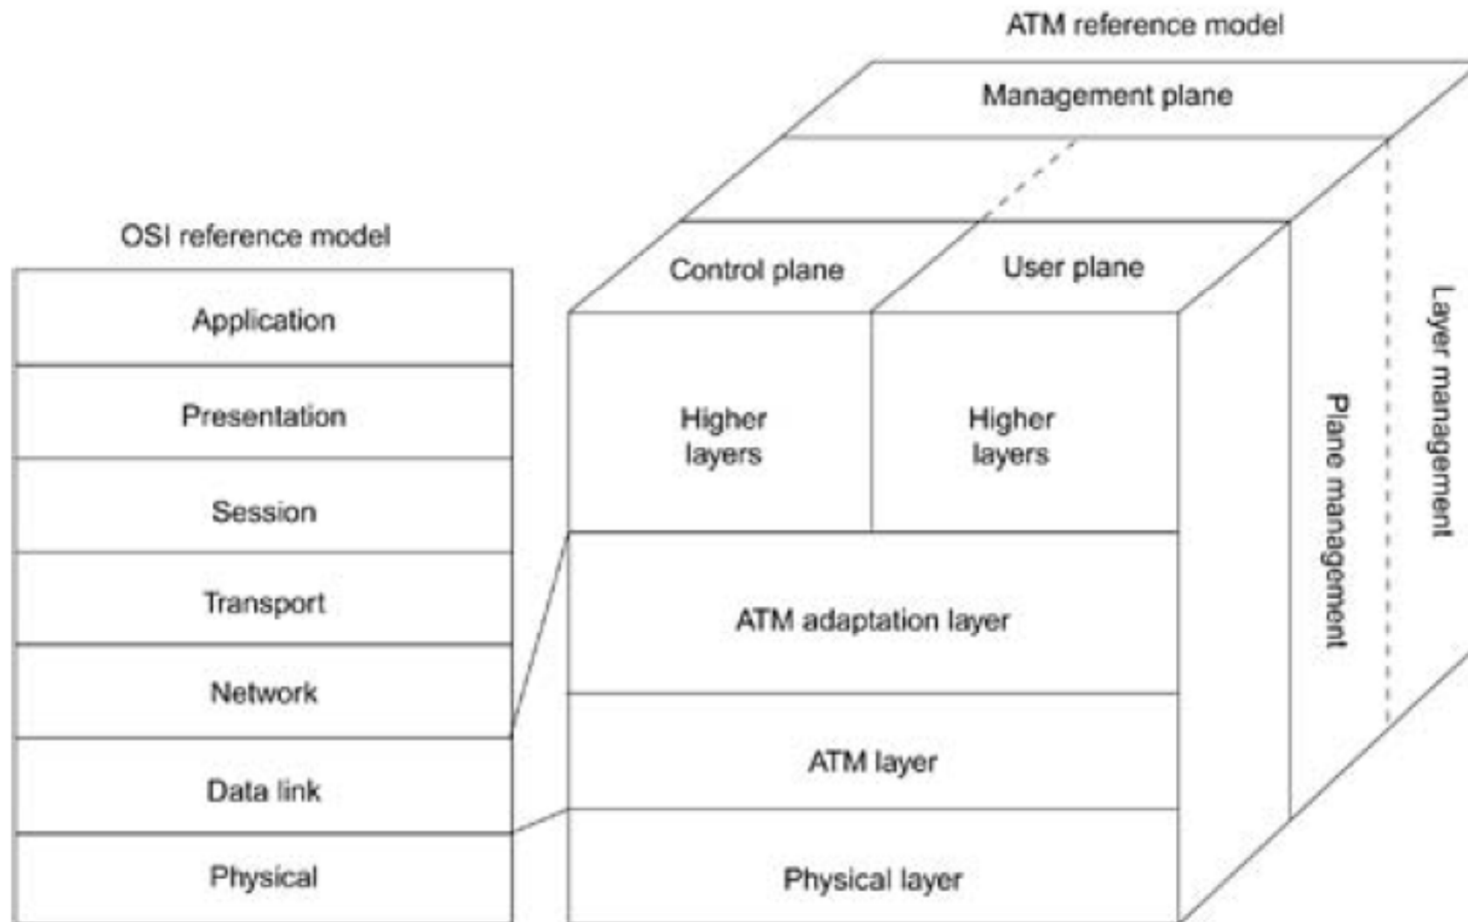 ATM reference model
Management plane
OSI reference model
Control plane
User plane
Application
Presentation
Session
Transport
Network
Data link
Physical
Higher
layers
Higher
layers
ATM adaptation layer
ATM layer
Physical layer
Plane management
Layer management